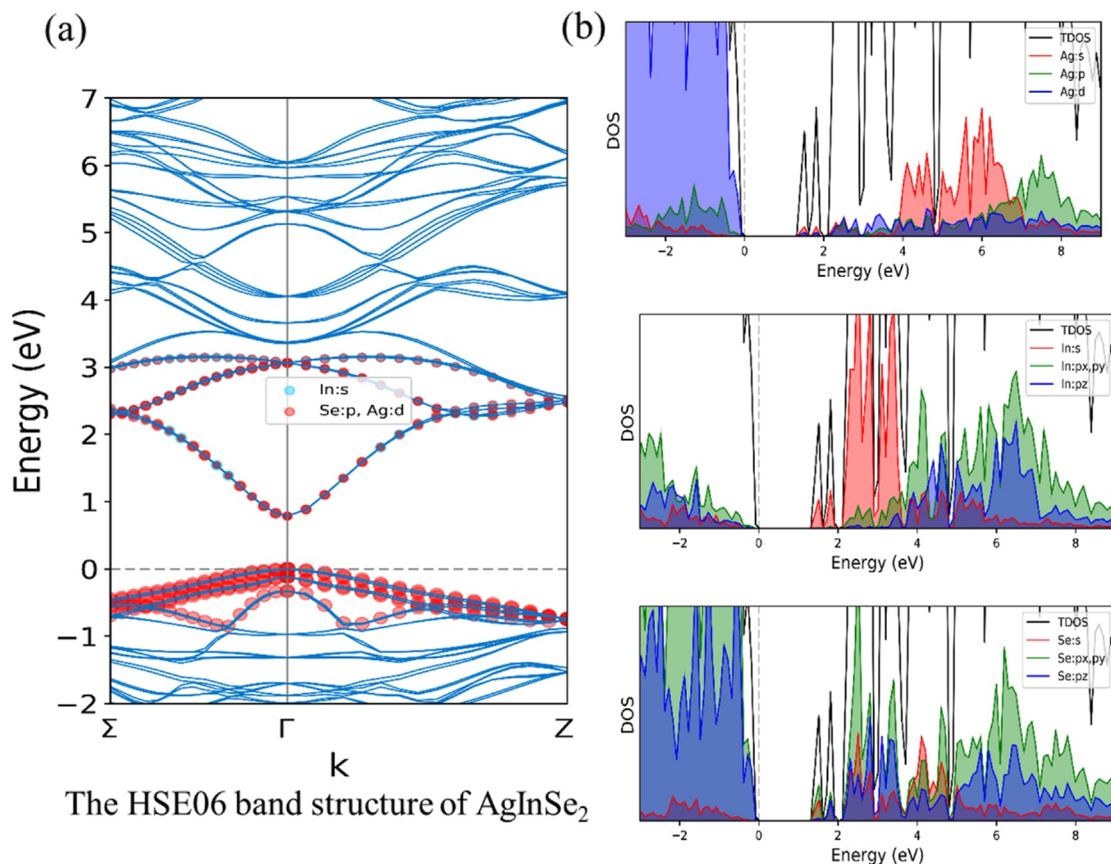 (a)
Energy (eV)
7
6
5
4
3
2
1
0
−1
−2
In:s
Se:p, Ag:d
Σ
Γ
Z
k
The HSE06 band structure of AgInSe2
(b)
DOS
TDOS
Ag:s
Ag:p
Ag:d
−2 0 2 4 6 8
Energy (eV)
DOS
TDOS
In:s
In:px,py
In:pz
−2 0 2 4 6 8
Energy (eV)
DOS
TDOS
Se:s
Se:px,py
Se:pz
−2 0 2 4 6 8
Energy (eV)